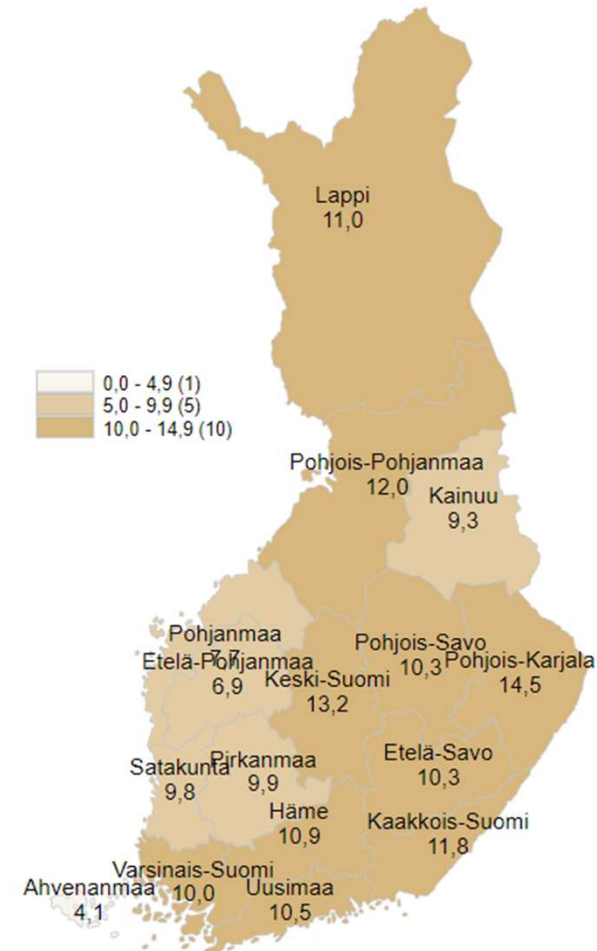 Lappi
11,0
0,0 - 4,9 (1)
5,0 - 9,9 (5)
10,0 - 14,9 (10)
Pohjois-Pohjanmaa
12,0
Kainuu
9,3
Pohjanmaa
7,7
Etelä-Pohjanmaa
6,9
Keski-Suomi
13,2
Pohjois-Savo
10,3
Pohjois-Karjala
14,5
Satakunta
9,8
Pirkanmaa
9,9
Etelä-Savo
10,3
Häme
10,9
Kaakkois-Suomi
11,8
Varsinais-Suomi
10,0
Ahvenanmaa
4,1
Uusimaa
10,5